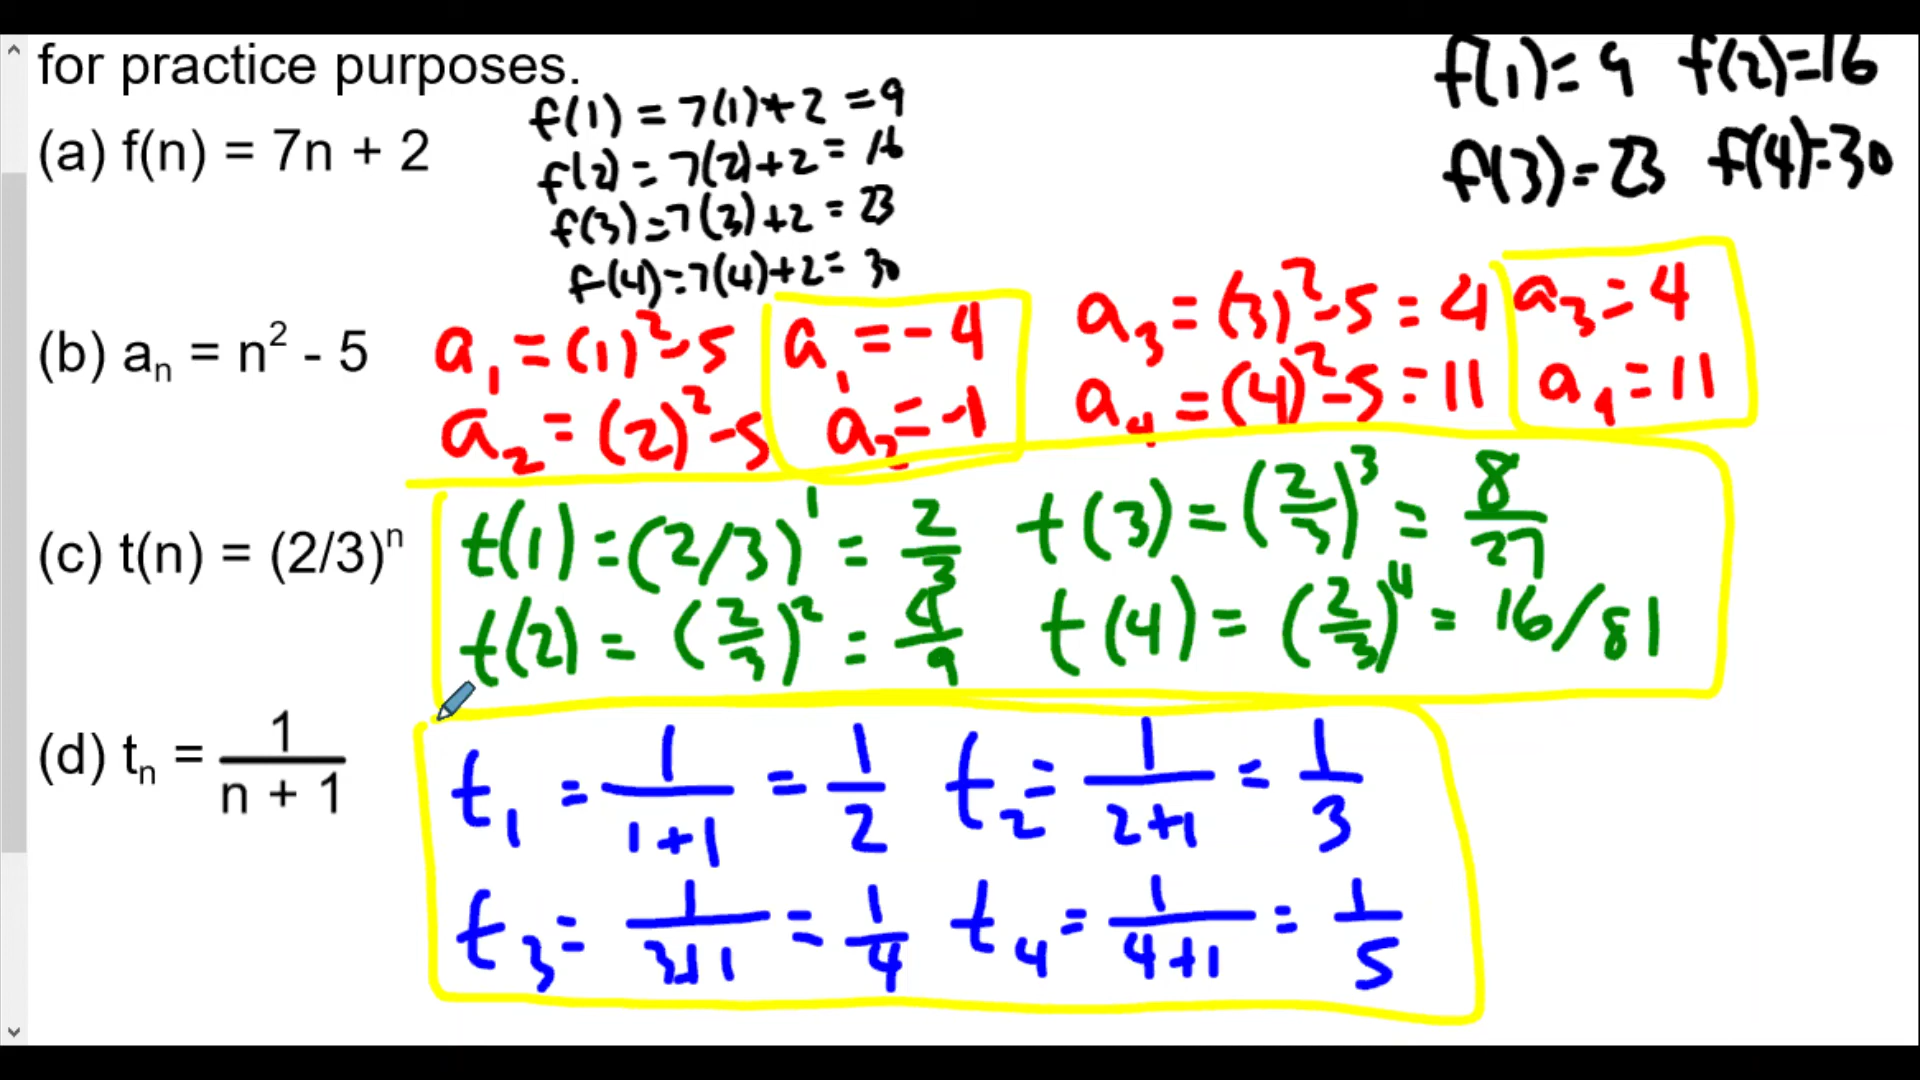 for practice purposes.
f(1) = 9 f(2)=16
f(3)=23 f(4)=30
(a) f(n) = 7n + 2
f(1) = 7(1)+2 = 9
f(2) = 7(2)+2 = 16
f(3)=7(3)+2 = 23
f(4)=7(4)+2= 30
(b) aₙ = n² - 5
a₁ = (1)²-5 a₁ = -4 a₃ = (3)²-5 = 4 a₃ = 4
a₂ = (2)²-5 a₂ = -1 a₄ = (4)²-5 = 11 a₄ = 11
(c) t(n) = (2/3)ⁿ
t(1) = (2/3)¹ = 2/3 t(3) = (2/3)³ = 8/27
t(2) = (2/3)² = 4/9 t(4) = (2/3)⁴ = 16/81
(d) tₙ = 1/(n + 1)
t₁ = 1/(1+1) = 1/2 t₂ = 1/(2+1) = 1/3
t₃ = 1/(3+1) = 1/4 t₄ = 1/(4+1) = 1/5